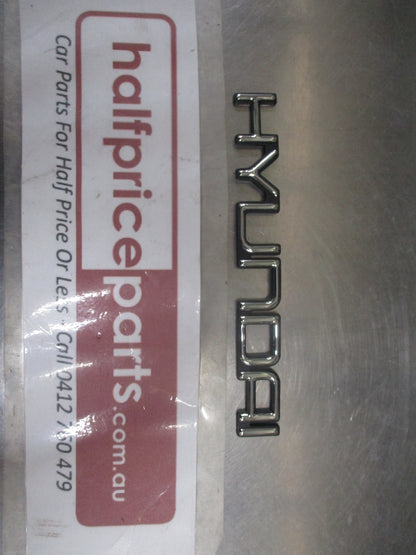 halfpriceparts.com.au
Car Parts For Half Price Or Less - Call 0412 760 479
HYUNDAI